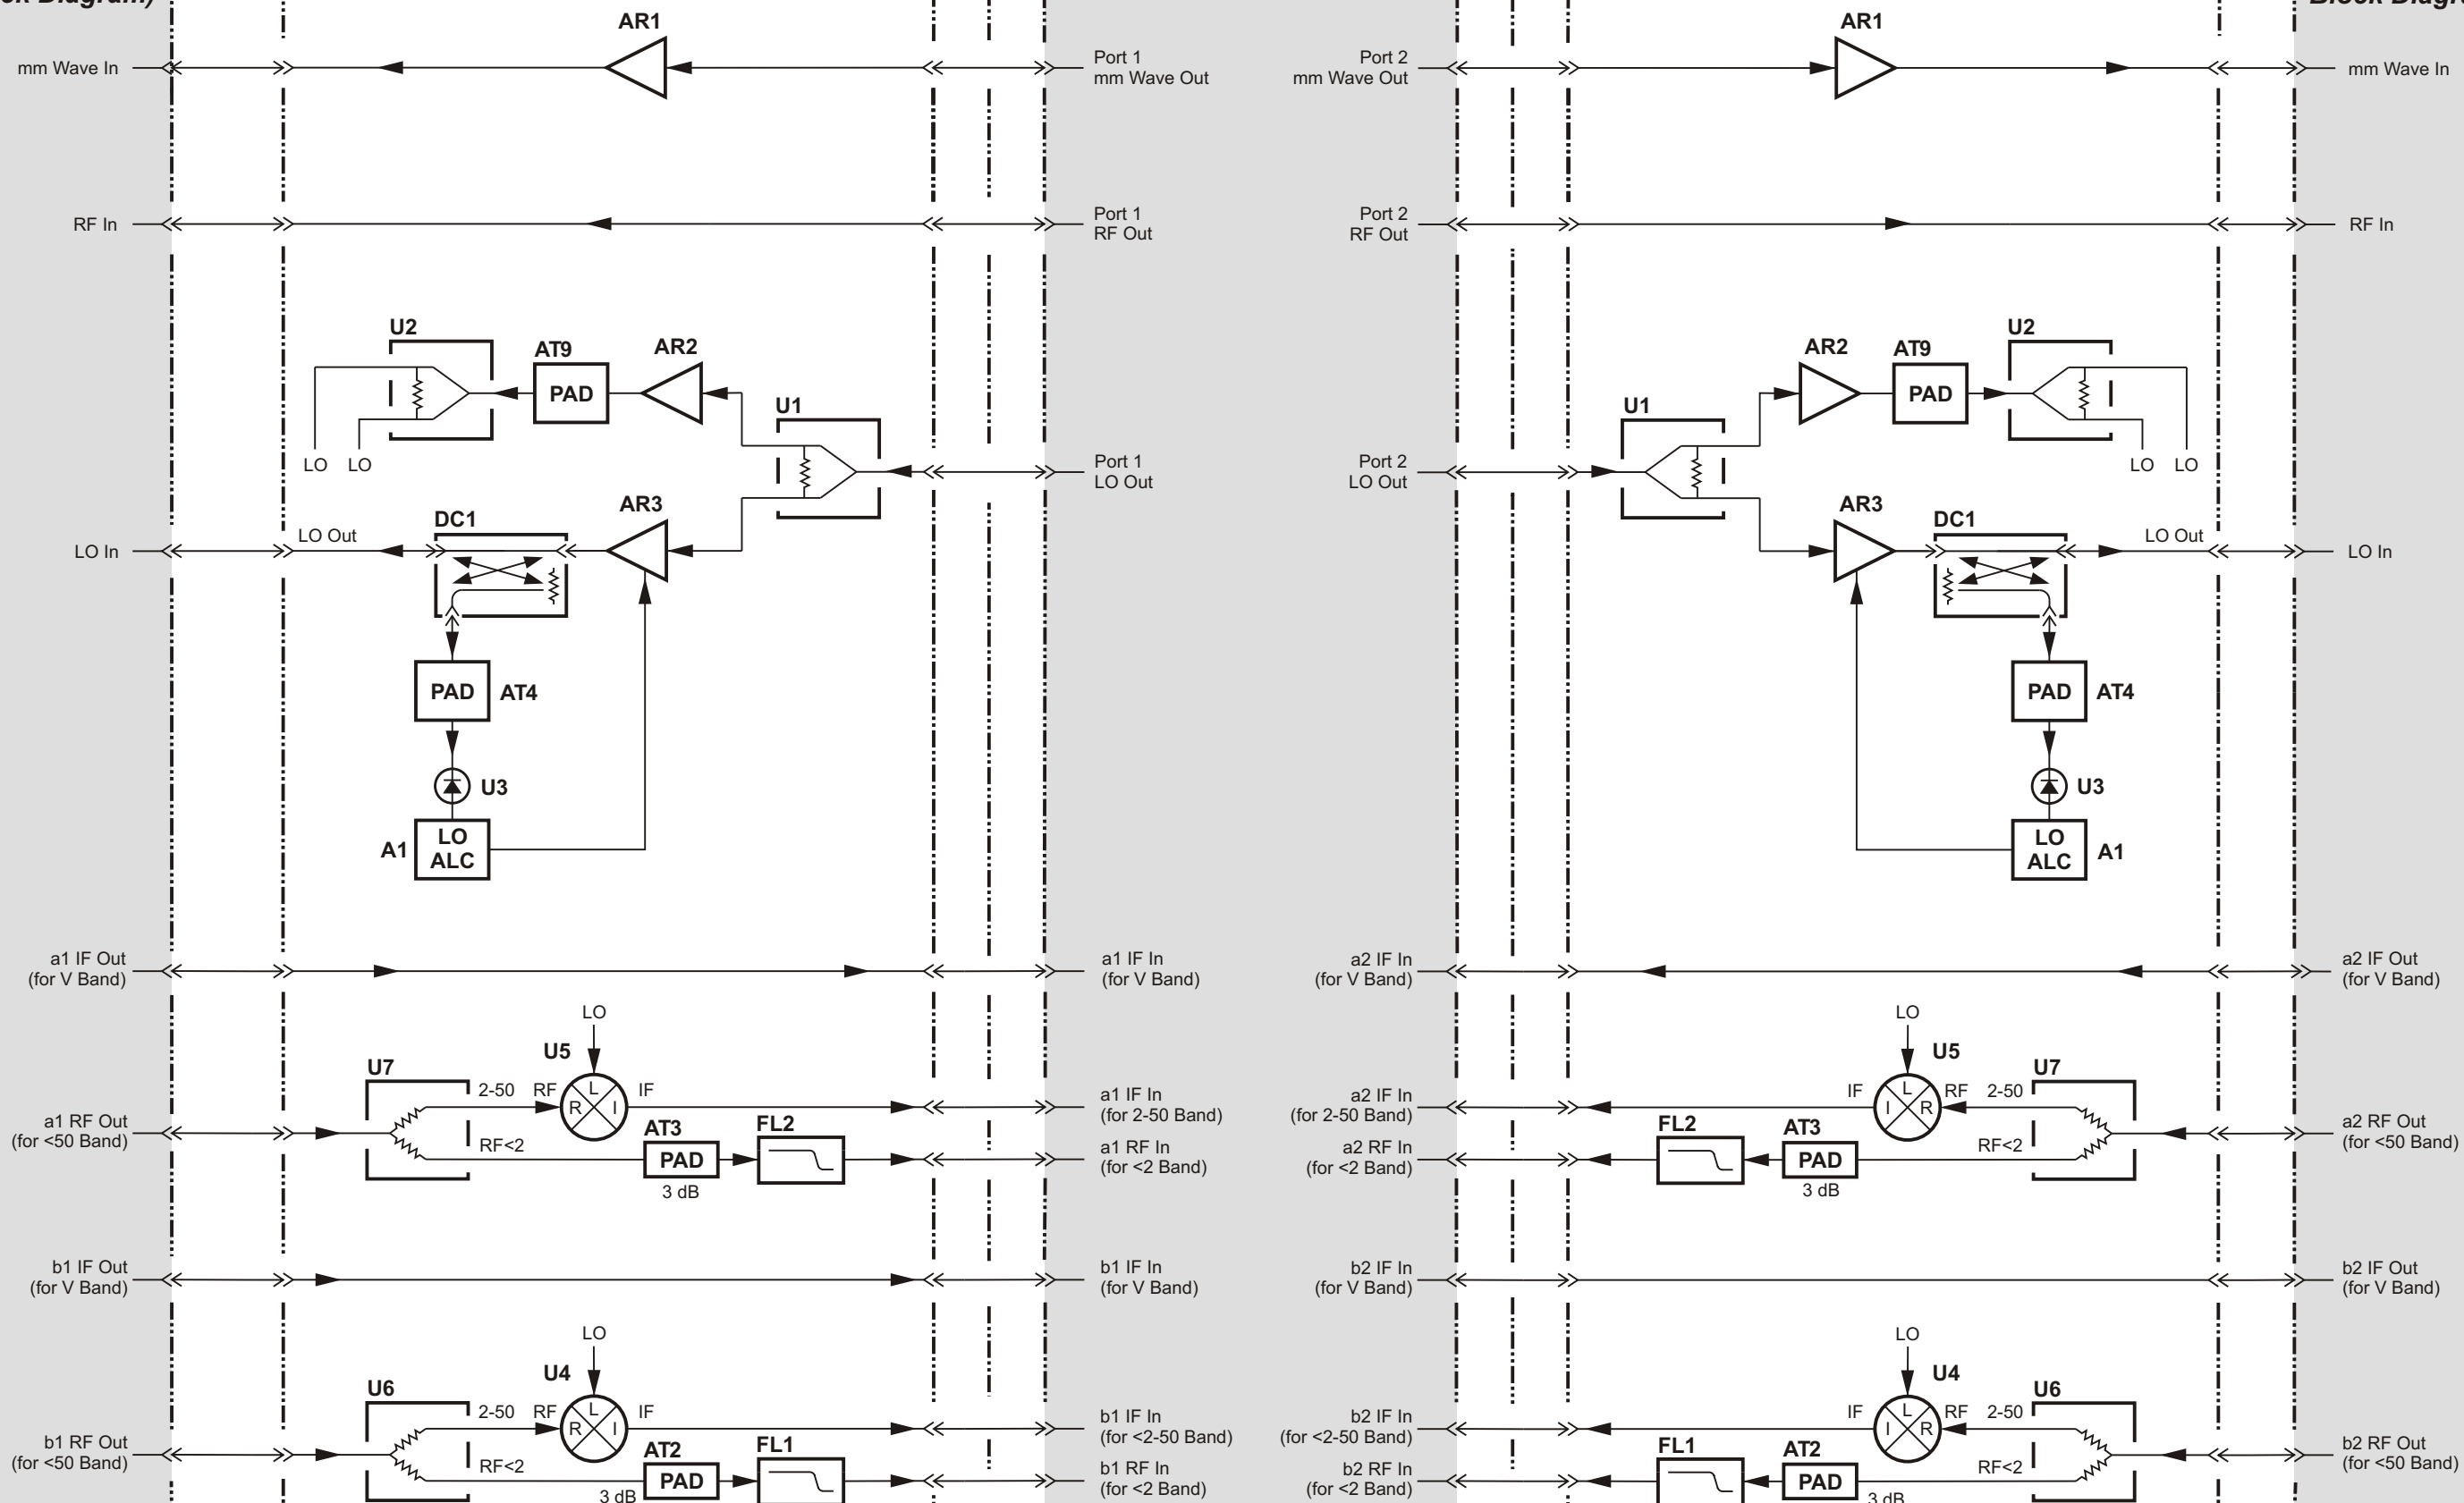 ck Diagram)
AR1
mm Wave In
Port 1
mm Wave Out
RF In
Port 1
RF Out
U2
AT9
AR2
PAD
U1
LO
LO
Port 1
LO Out
AR3
DC1
LO Out
LO In
PAD
AT4
U3
LO
ALC
A1
a1 IF Out
(for V Band)
a1 IF In
(for V Band)
LO
U5
U7
2-50
RF
L
R
I
IF
a1 RF Out
(for <50 Band)
a1 IF In
(for 2-50 Band)
RF<2
AT3
PAD
3 dB
FL2
a1 RF In
(for <2 Band)
b1 IF Out
(for V Band)
b1 IF In
(for V Band)
LO
U4
U6
2-50
RF
L
R
I
IF
b1 RF Out
(for <50 Band)
b1 IF In
(for <2-50 Band)
RF<2
AT2
PAD
3 dB
FL1
b1 RF In
(for <2 Band)
AR1
Port 2
mm Wave Out
mm Wave In
Port 2
RF Out
RF In
AR2
AT9
PAD
U2
U1
LO
LO
Port 2
LO Out
AR3
DC1
LO Out
LO In
PAD
AT4
U3
LO
ALC
A1
a2 IF In
(for V Band)
a2 IF Out
(for V Band)
LO
U5
U7
IF
L
I
R
RF
2-50
a2 IF In
(for 2-50 Band)
a2 RF Out
(for <50 Band)
FL2
AT3
PAD
3 dB
RF<2
a2 RF In
(for <2 Band)
b2 IF In
(for V Band)
b2 IF Out
(for V Band)
LO
U4
U6
IF
L
I
R
RF
2-50
b2 IF In
(for <2-50 Band)
b2 RF Out
(for <50 Band)
FL1
AT2
PAD
3 dB
RF<2
b2 RF In
(for <2 Band)